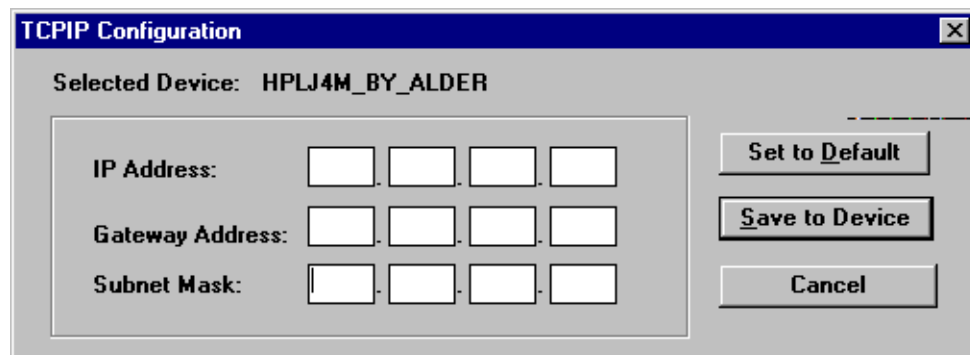 TCPIP Configuration
Selected Device: HPLJ4M_BY_ALDER
IP Address: . . .
Set to Default
Gateway Address: . . .
Save to Device
Subnet Mask: . . .
Cancel